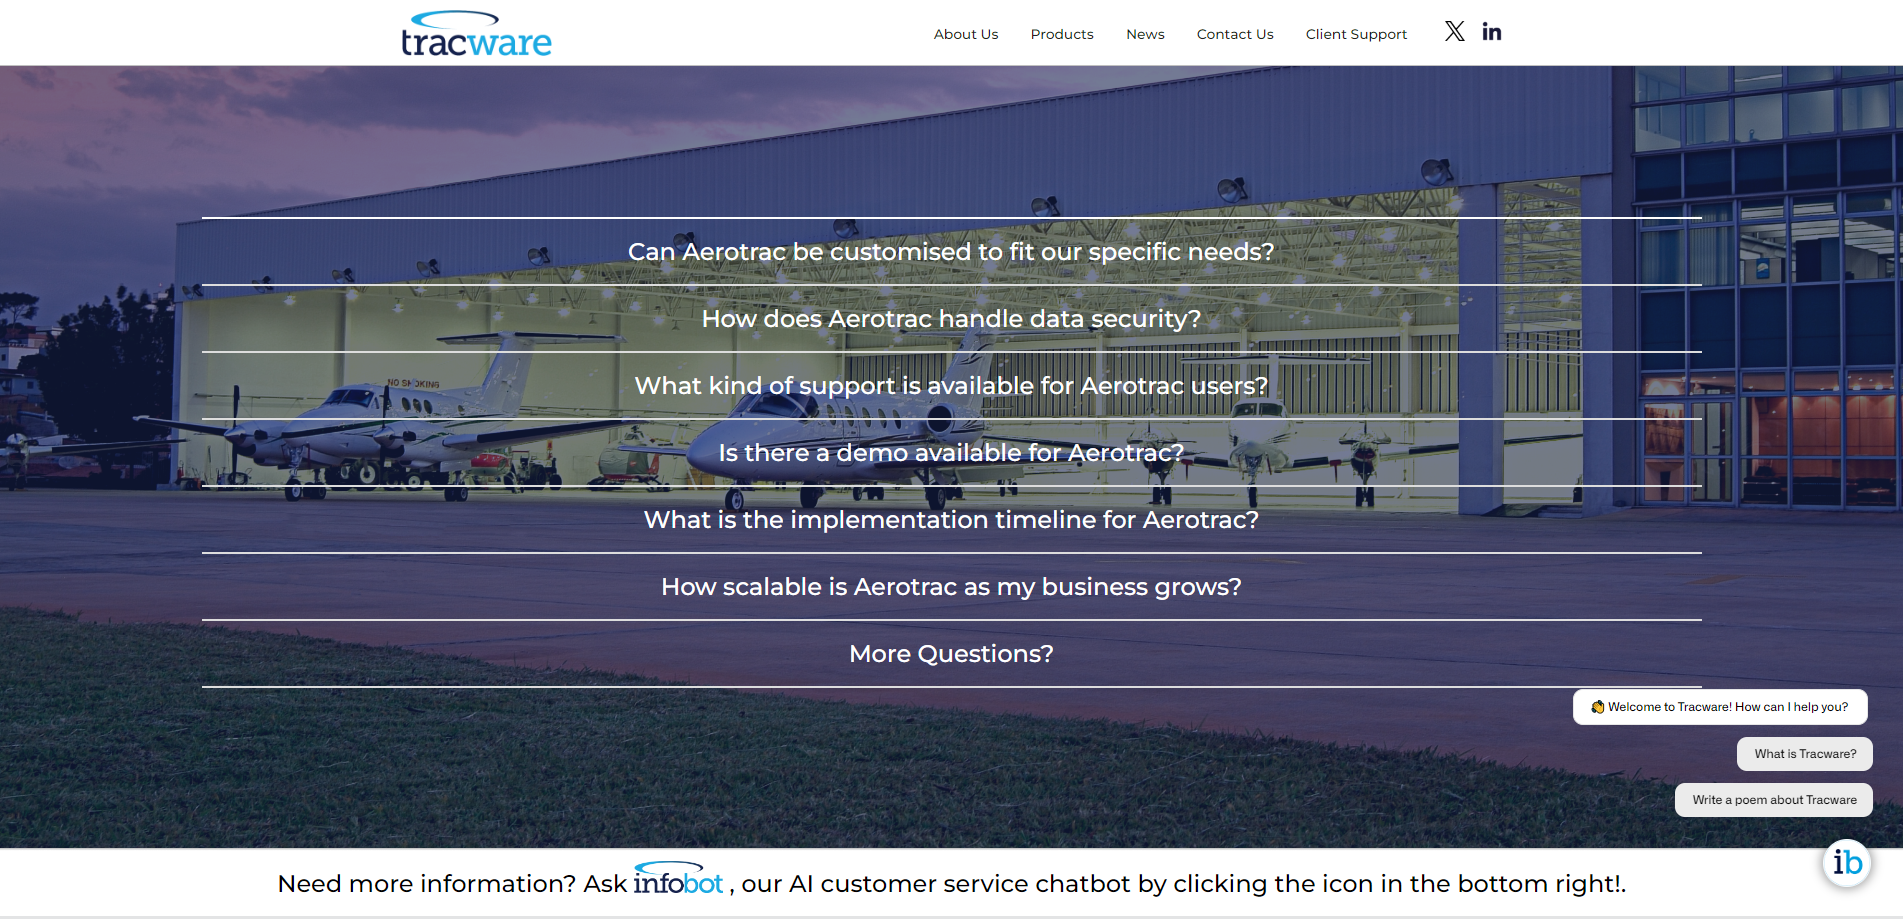 tracware
About Us
Products
News
Contact Us
Client Support
X
in
Can Aerotrac be customised to fit our specific needs?
How does Aerotrac handle data security?
NO SMOKING
What kind of support is available for Aerotrac users?
Is there a demo available for Aerotrac?
What is the implementation timeline for Aerotrac?
How scalable is Aerotrac as my business grows?
More Questions?
👋 Welcome to Tracware! How can I help you?
What is Tracware?
Write a poem about Tracware
ib
Need more information? Ask infobot , our AI customer service chatbot by clicking the icon in the bottom right!.